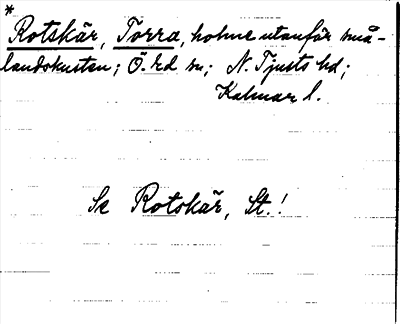 *
Rotskär, Torra, holme utanför små-
landskusten; Ö. Ed sn; N. Tjusts hd;
Kalmar l.
Se Rotskär, St.!